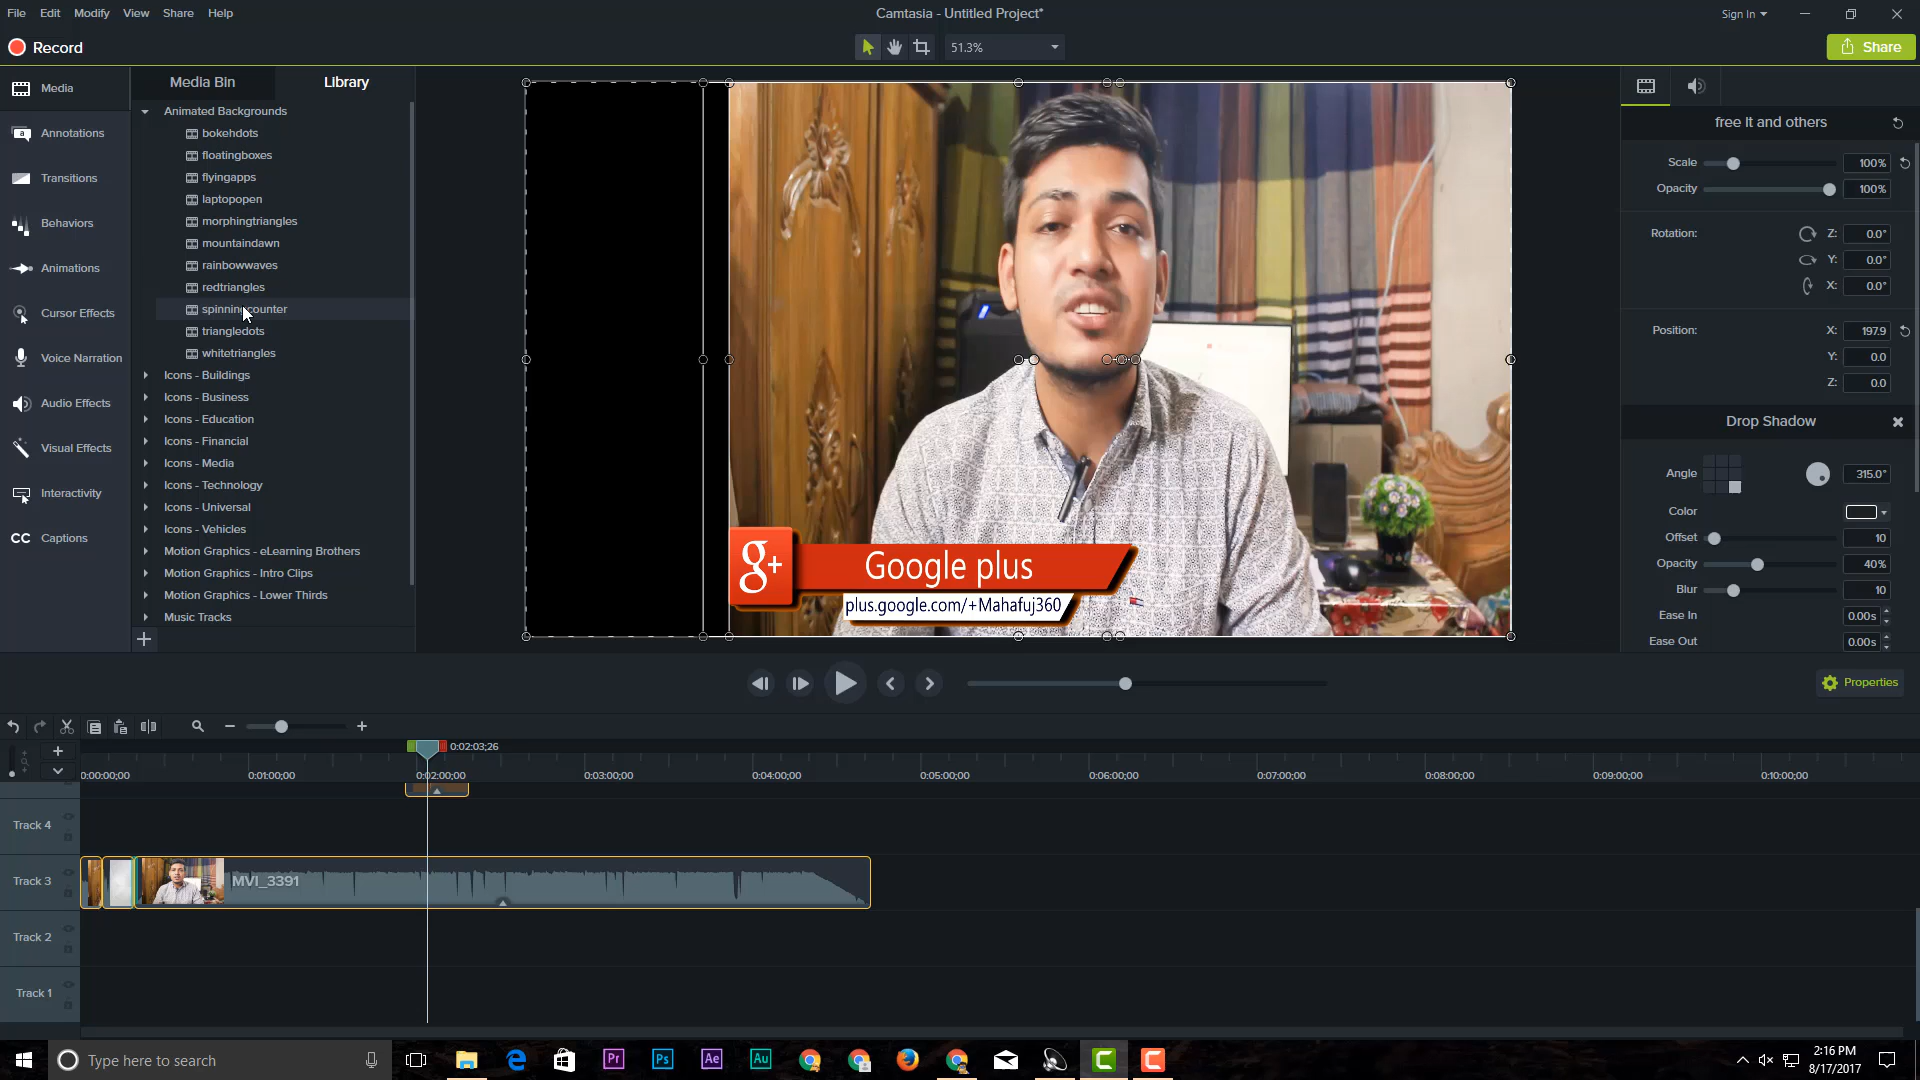 File Edit Modify View Share Help
Camtasia - Untitled Project*
Sign In
Record
51.3%
Share
Media
Annotations
Transitions
Behaviors
Animations
Cursor Effects
Voice Narration
Audio Effects
Visual Effects
Interactivity
CC Captions
Media Bin Library
Animated Backgrounds
bokehdots
floatingboxes
flyingapps
laptopopen
morphingtriangles
mountaindawn
rainbowwaves
redtriangles
spinningcounter
triangledots
whitetriangles
Icons - Buildings
Icons - Business
Icons - Education
Icons - Financial
Icons - Media
Icons - Technology
Icons - Universal
Icons - Vehicles
Motion Graphics - eLearning Brothers
Motion Graphics - Intro Clips
Motion Graphics - Lower Thirds
Music Tracks
g+
Google plus
plus.google.com/+Mahafuj360
free It and others
Scale 100%
Opacity 100%
Rotation: Z: 0.0°
Y: 0.0°
X: 0.0°
Position: X: 197.9
Y: 0.0
Z: 0.0
Drop Shadow
Angle 315.0°
Color
Offset 10
Opacity 40%
Blur 10
Ease In 0.00s
Ease Out 0.00s
Properties
0:02:03;26
0:00:00;00 0:01:00;00 0:02:00;00 0:03:00;00 0:04:00;00 0:05:00;00 0:06:00;00 0:07:00;00 0:08:00;00 0:09:00;00 0:10:00;00
Track 4
Track 3
MVI_3391
Track 2
Track 1
Type here to search
Pr Ps Ae Au
2:16 PM
8/17/2017